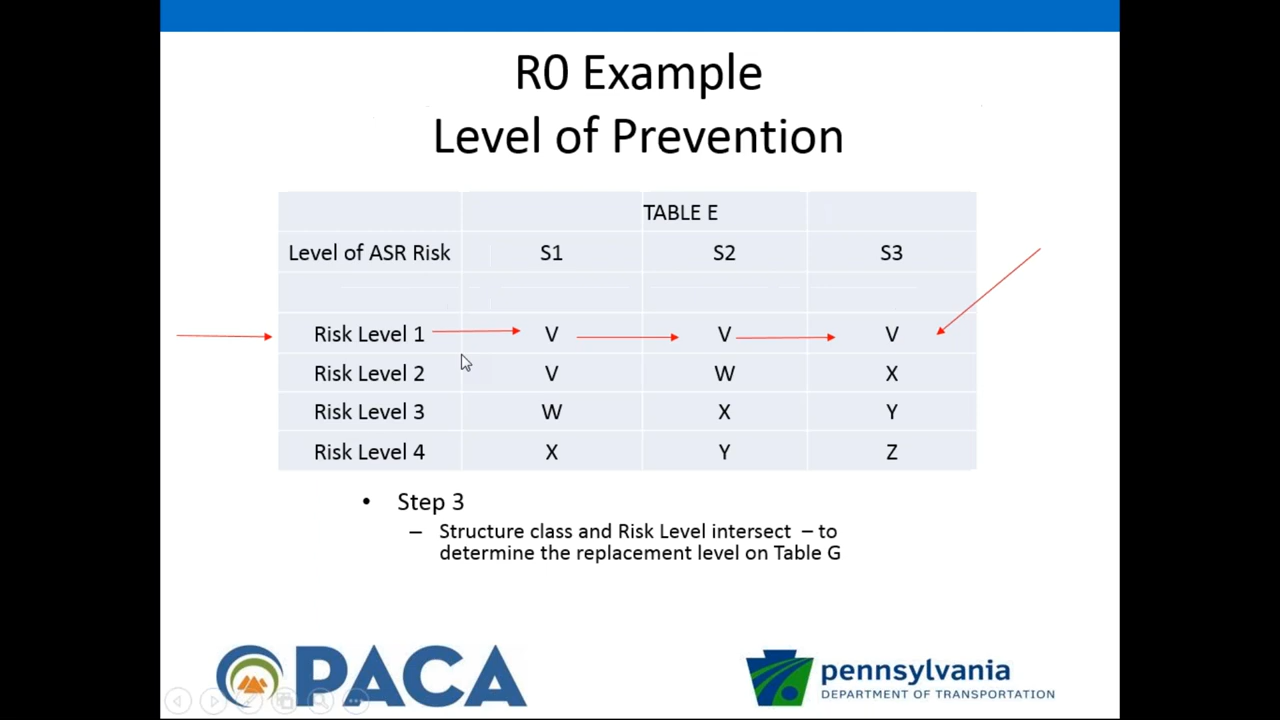 R0 Example
Level of Prevention
TABLE E
Level of ASR Risk S1 S2 S3
Risk Level 1 V V V
Risk Level 2 V W X
Risk Level 3 W X Y
Risk Level 4 X Y Z
• Step 3
– Structure class and Risk Level intersect – to
determine the replacement level on Table G
PACA
pennsylvania
DEPARTMENT OF TRANSPORTATION